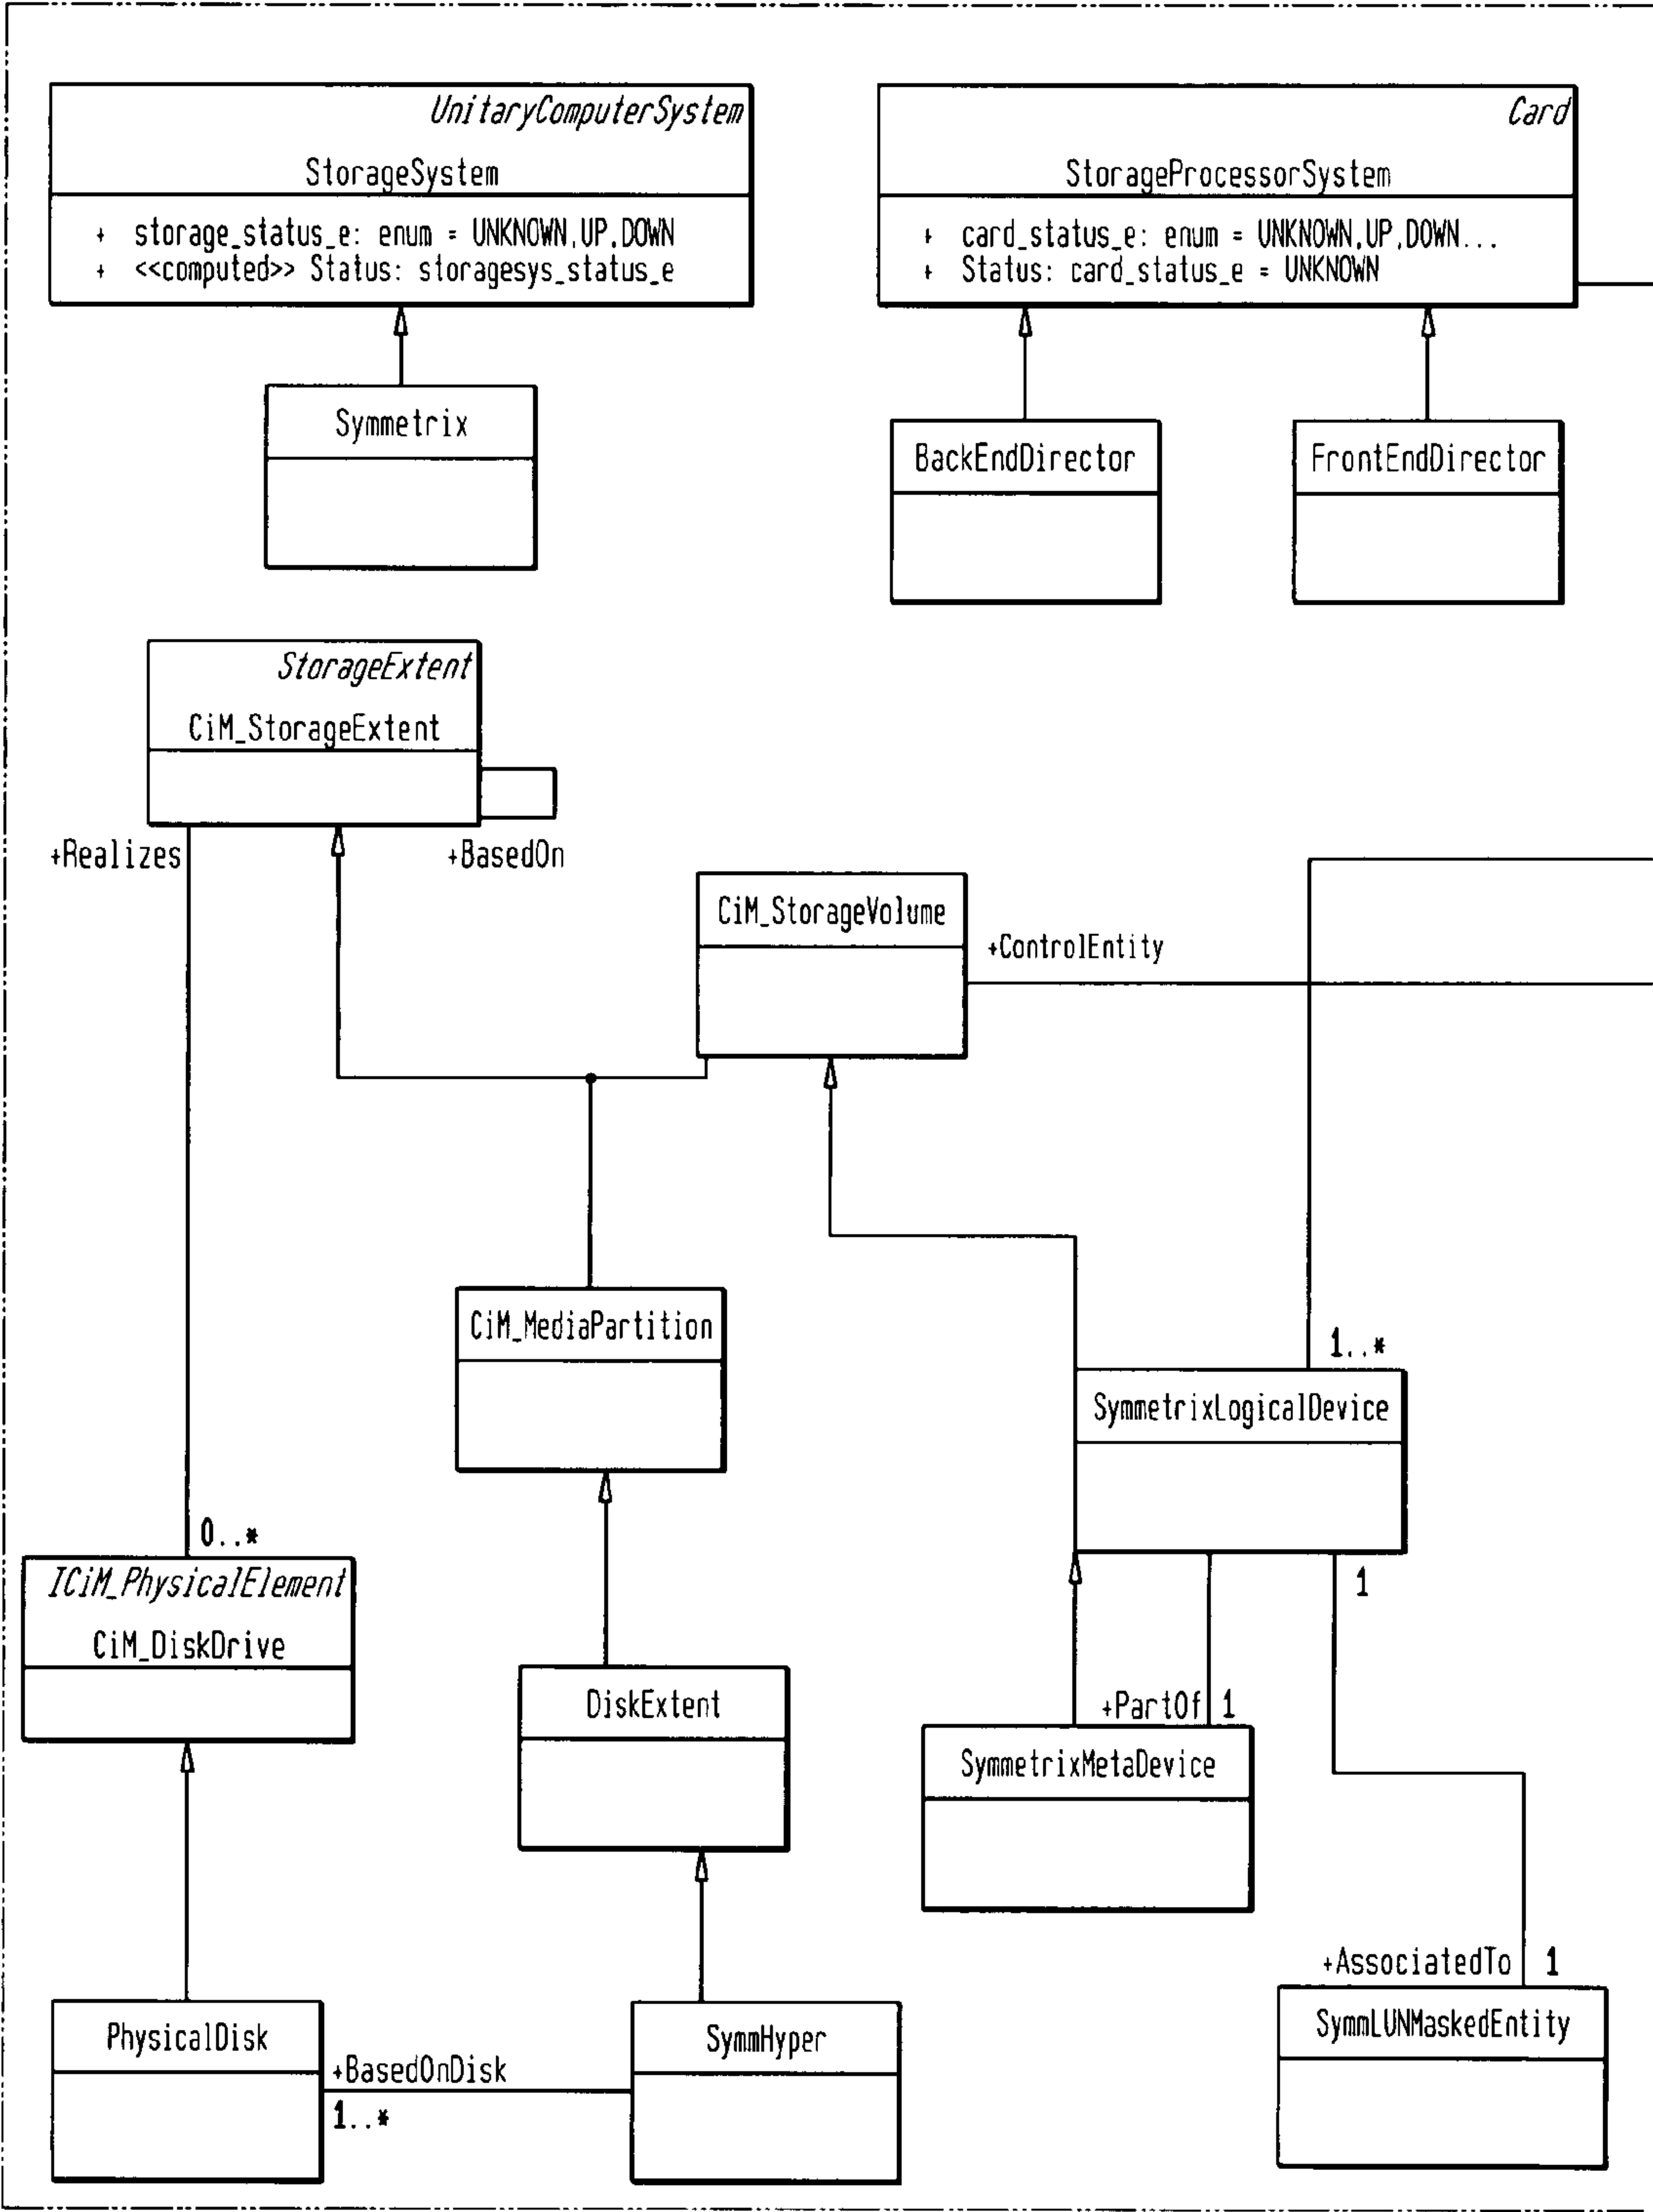 UnitaryComputerSystem
StorageSystem
+ storage_status_e: enum = UNKNOWN,UP,DOWN
+ <<computed>> Status: storagesys_status_e
Card
StorageProcessorSystem
+ card_status_e: enum = UNKNOWN,UP,DOWN...
+ Status: card_status_e = UNKNOWN
Symmetrix
BackEndDirector
FrontEndDirector
StorageExtent
CiM_StorageExtent
+Realizes
+BasedOn
CiM_StorageVolume
+ControlEntity
CiM_MediaPartition
1..*
SymmetrixLogicalDevice
0..*
ICiM_PhysicalElement
CiM_DiskDrive
1
DiskExtent
+PartOf 1
SymmetrixMetaDevice
+AssociatedTo 1
PhysicalDisk
+BasedOnDisk
1..*
SymmHyper
SymmLUNMaskedEntity